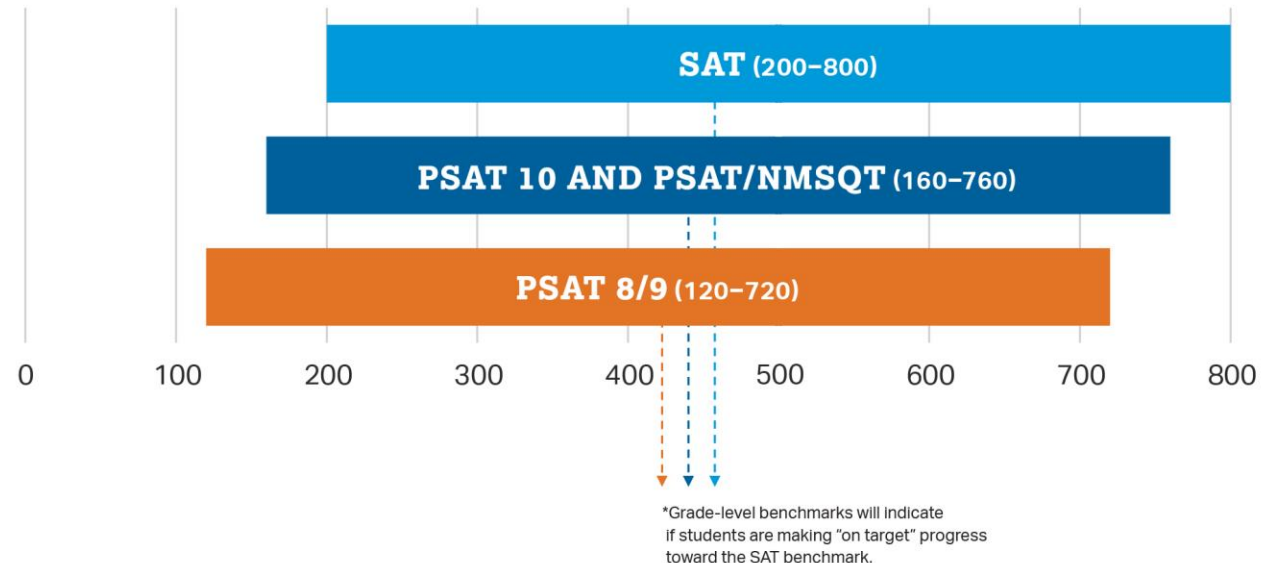 SAT (200–800)
PSAT 10 AND PSAT/NMSQT (160–760)
PSAT 8/9 (120–720)
0 100 200 300 400 500 600 700 800
*Grade-level benchmarks will indicate
if students are making "on target" progress
toward the SAT benchmark.